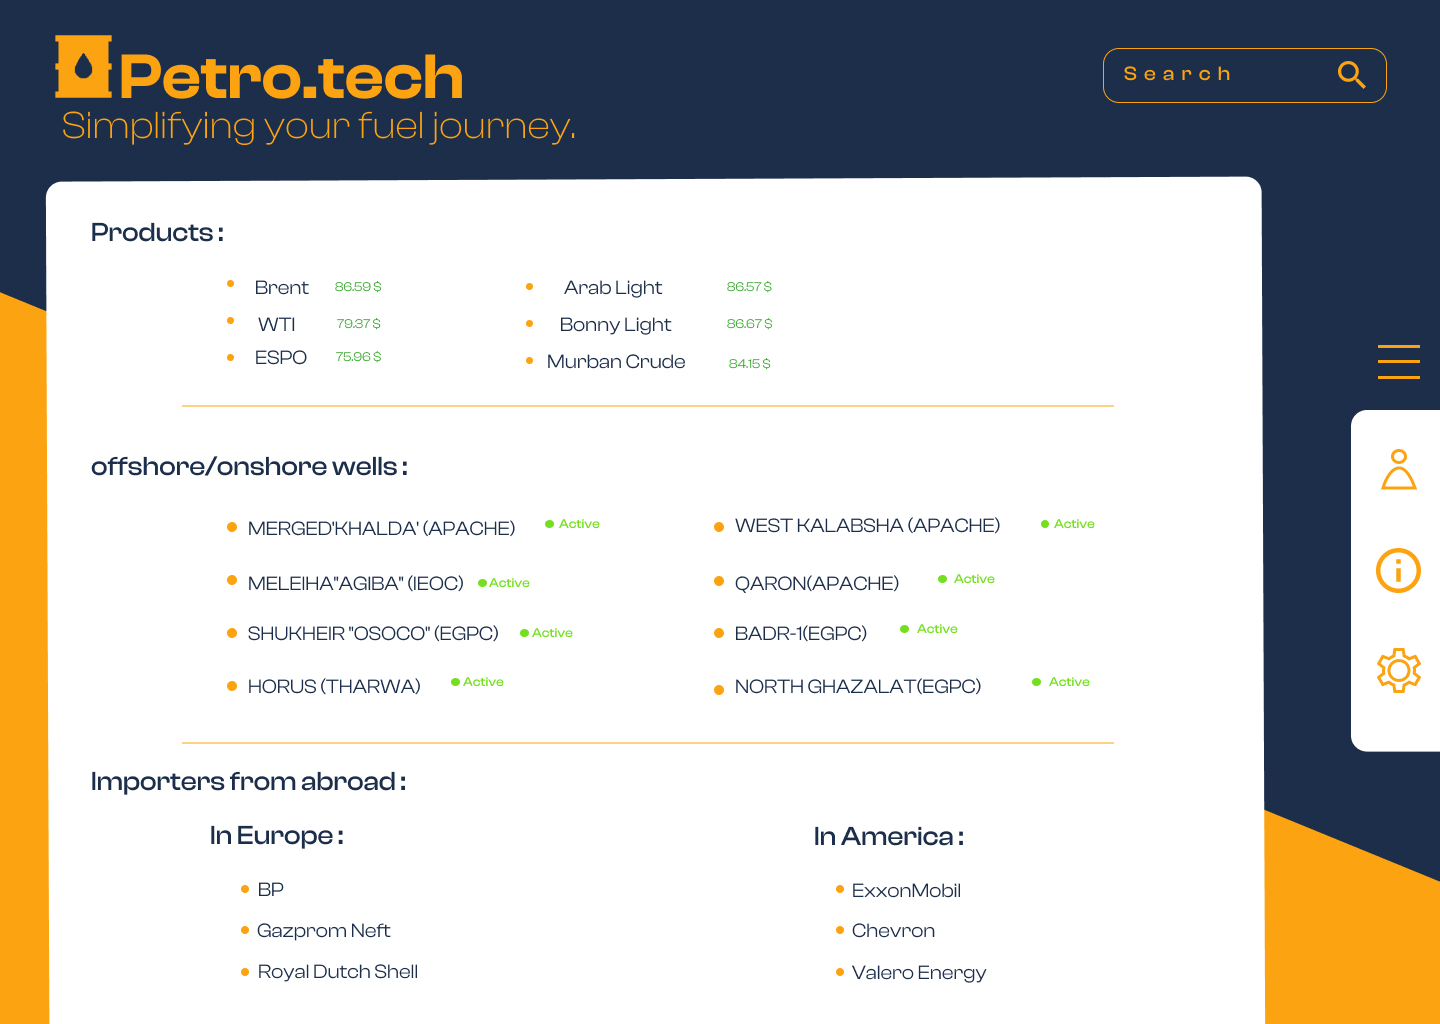 Petro.tech
Simplifying your fuel journey.
Search
Products :
Brent 86.59 $ Arab Light 86.57 $
WTI 79.37 $ Bonny Light 86.67 $
ESPO 75.96 $ Murban Crude 84.15 $
offshore/onshore wells :
MERGED'KHALDA' (APACHE) Active WEST KALABSHA (APACHE) Active
MELEIHA"AGIBA" (IEOC) Active QARON(APACHE) Active
SHUKHEIR "OSOCO" (EGPC) Active BADR-1(EGPC) Active
HORUS (THARWA) Active NORTH GHAZALAT(EGPC) Active
Importers from abroad :
In Europe : In America :
BP ExxonMobil
Gazprom Neft Chevron
Royal Dutch Shell Valero Energy